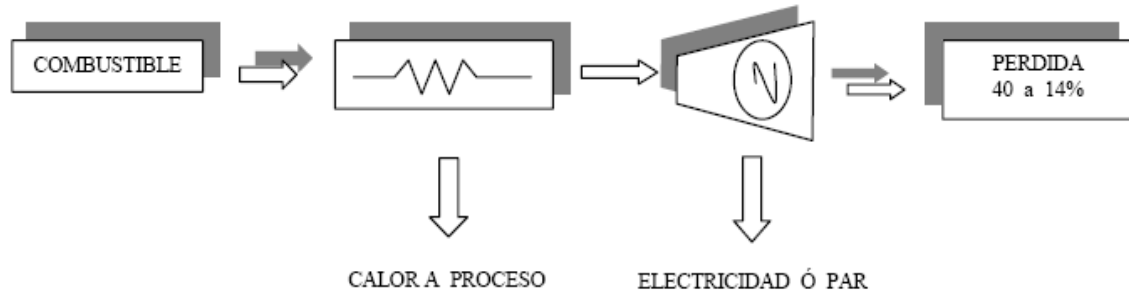 COMBUSTIBLE
PERDIDA
40 a 14%
CALOR A PROCESO
ELECTRICIDAD Ó PAR